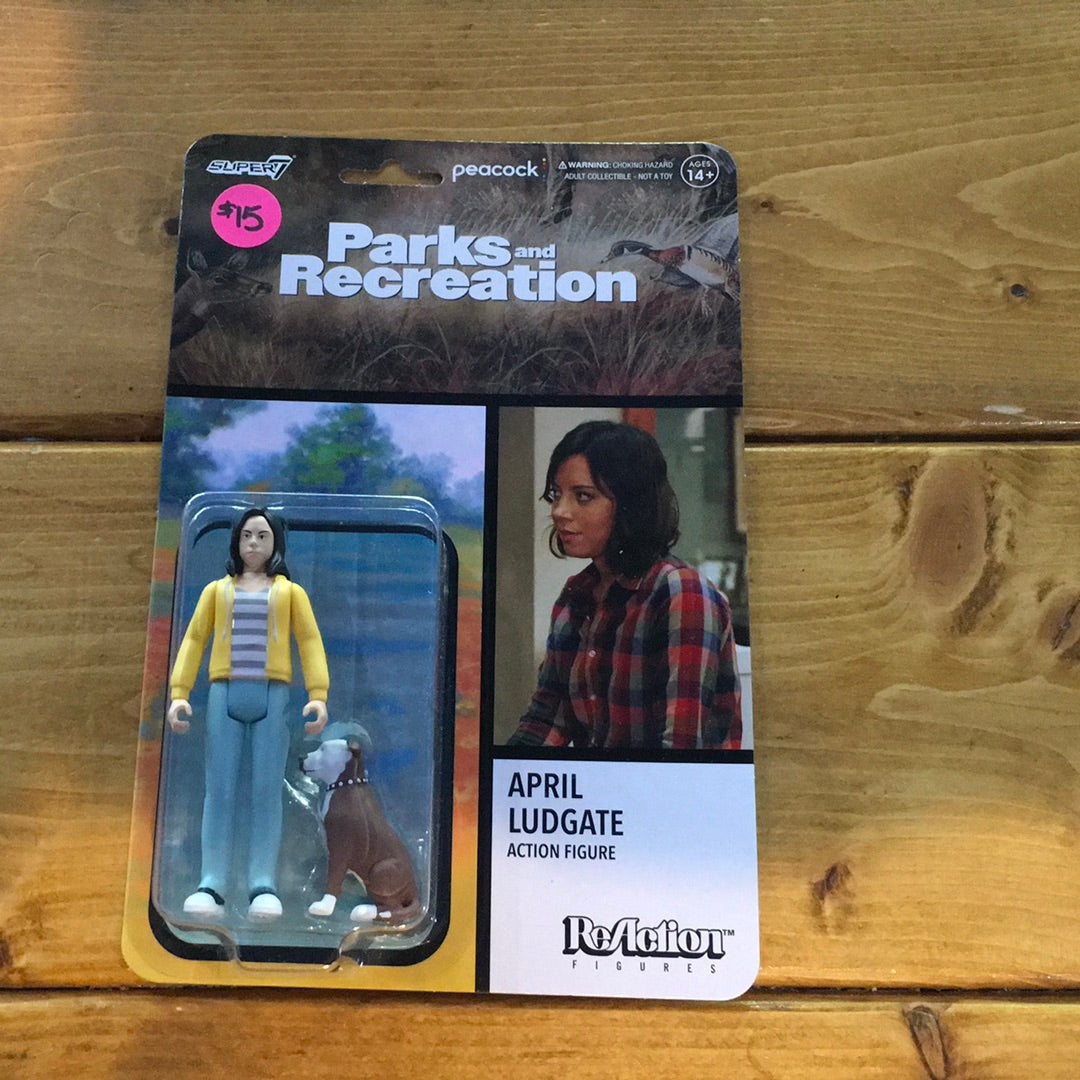 SUPER7
peacock
WARNING: CHOKING HAZARD
ADULT COLLECTIBLE - NOT A TOY
AGES
14+
$15
Parks and
Recreation
APRIL
LUDGATE
ACTION FIGURE
ReAction™
FIGURES